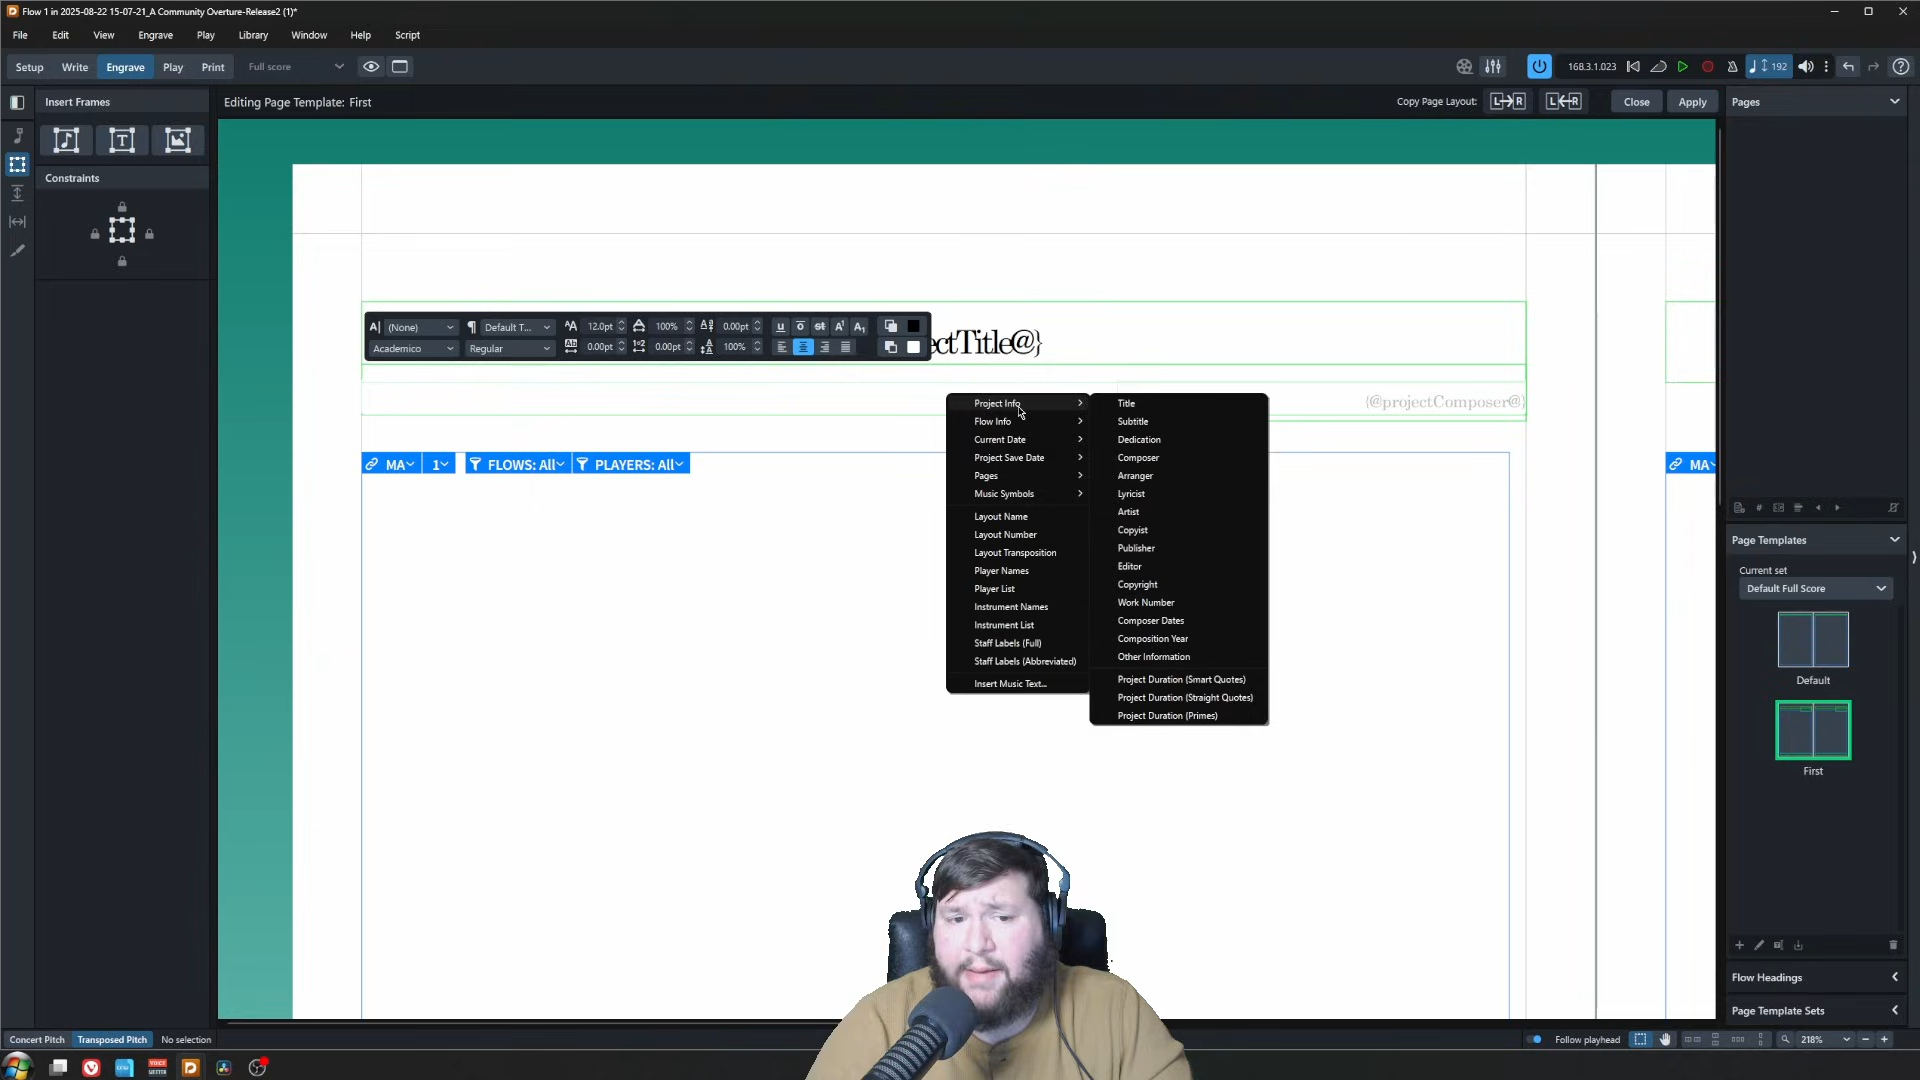 Flow 1 in 2025-08-22 15-07-21_A Community Overture-Release2 (1)*
File Edit View Engrave Play Library Window Help Script
Setup Write Engrave Play Print Full score
168.3.1.023 192
Insert Frames
Editing Page Template: First
Copy Page Layout: L→R L←R Close Apply
Pages
Constraints
(None) Default T... 12.0pt 100% 0.00pt
Academico Regular 0.00pt 0.00pt 100%
ectTitle@}
{@projectComposer@}
MA 1 FLOWS: All PLAYERS: All
MA
Project Info
Flow Info
Current Date
Project Save Date
Pages
Music Symbols
Layout Name
Layout Number
Layout Transposition
Player Names
Player List
Instrument Names
Instrument List
Staff Labels (Full)
Staff Labels (Abbreviated)
Insert Music Text...
Title
Subtitle
Dedication
Composer
Arranger
Lyricist
Artist
Copyist
Publisher
Editor
Copyright
Work Number
Composer Dates
Composition Year
Other Information
Project Duration (Smart Quotes)
Project Duration (Straight Quotes)
Project Duration (Primes)
Page Templates
Current set
Default Full Score
Default
First
Flow Headings
Page Template Sets
Concert Pitch Transposed Pitch No selection
Follow playhead 218%